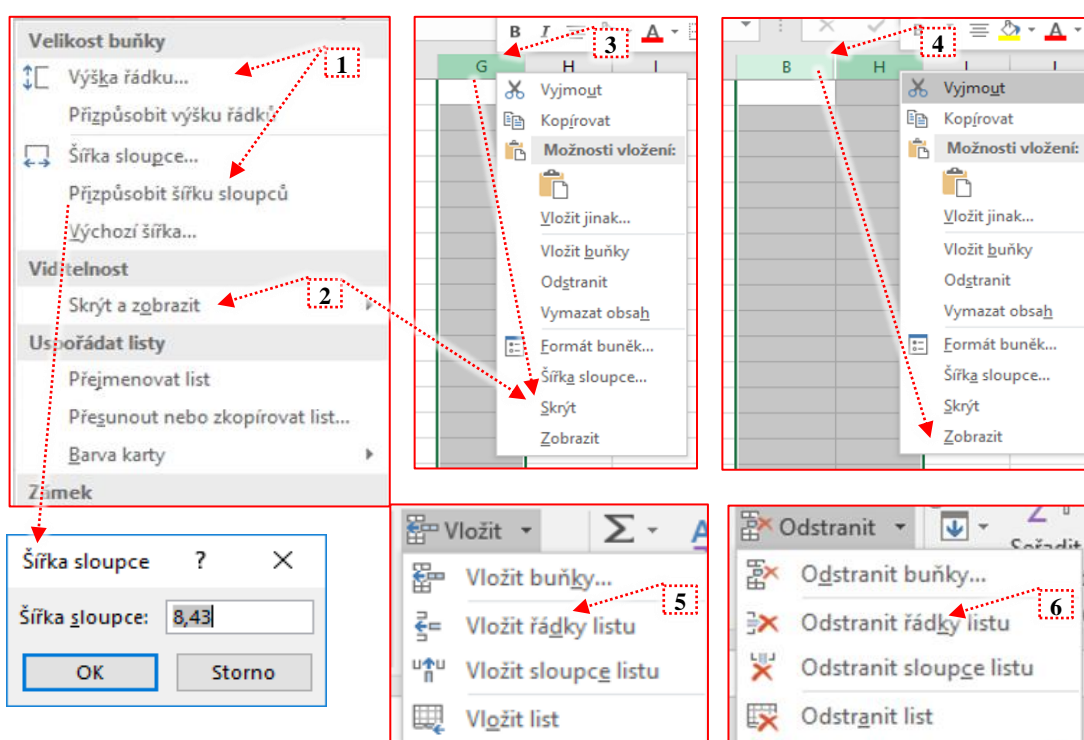 Velikost buňky
1
Výška řádku...
Přizpůsobit výšku řádků
Šířka sloupce...
Přizpůsobit šířku sloupců
Výchozí šířka...
Viditelnost
Skrýt a zobrazit
2
Uspořádat listy
Přejmenovat list
Přesunout nebo zkopírovat list...
Barva karty
Zámek
B I A
3
G H I
Vyjmout
Kopírovat
Možnosti vložení:
Vložit jinak...
Vložit buňky
Odstranit
Vymazat obsah
Formát buněk...
Šířka sloupce...
Skrýt
Zobrazit
A
4
B H I
Vyjmout
Kopírovat
Možnosti vložení:
Vložit jinak...
Vložit buňky
Odstranit
Vymazat obsah
Formát buněk...
Šířka sloupce...
Skrýt
Zobrazit
Šířka sloupce ?
Šířka sloupce: 8,43
OK Storno
Vložit Σ
Vložit buňky...
5
Vložit řádky listu
Vložit sloupce listu
Vložit list
Odstranit
Odstranit buňky...
6
Odstranit řádky listu
Odstranit sloupce listu
Odstranit list